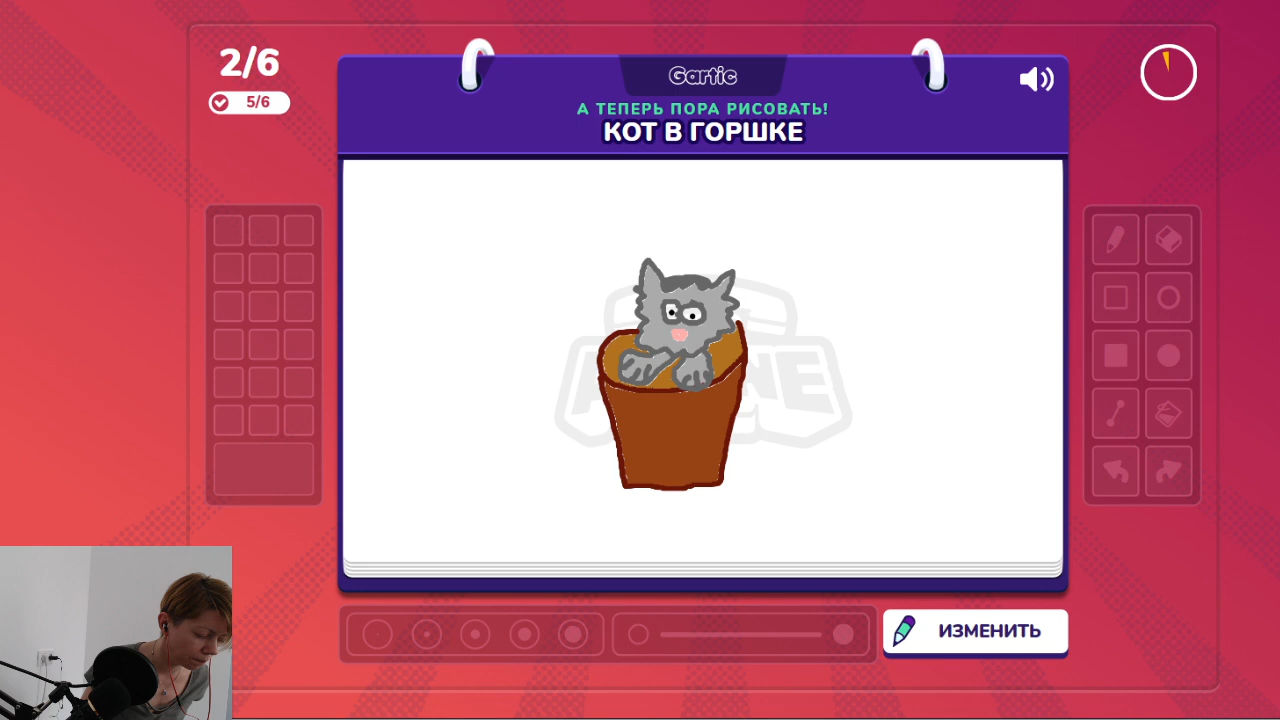 2/6
5/6
Gartic
А ТЕПЕРЬ ПОРА РИСОВАТЬ!
КОТ В ГОРШКЕ
ИЗМЕНИТЬ